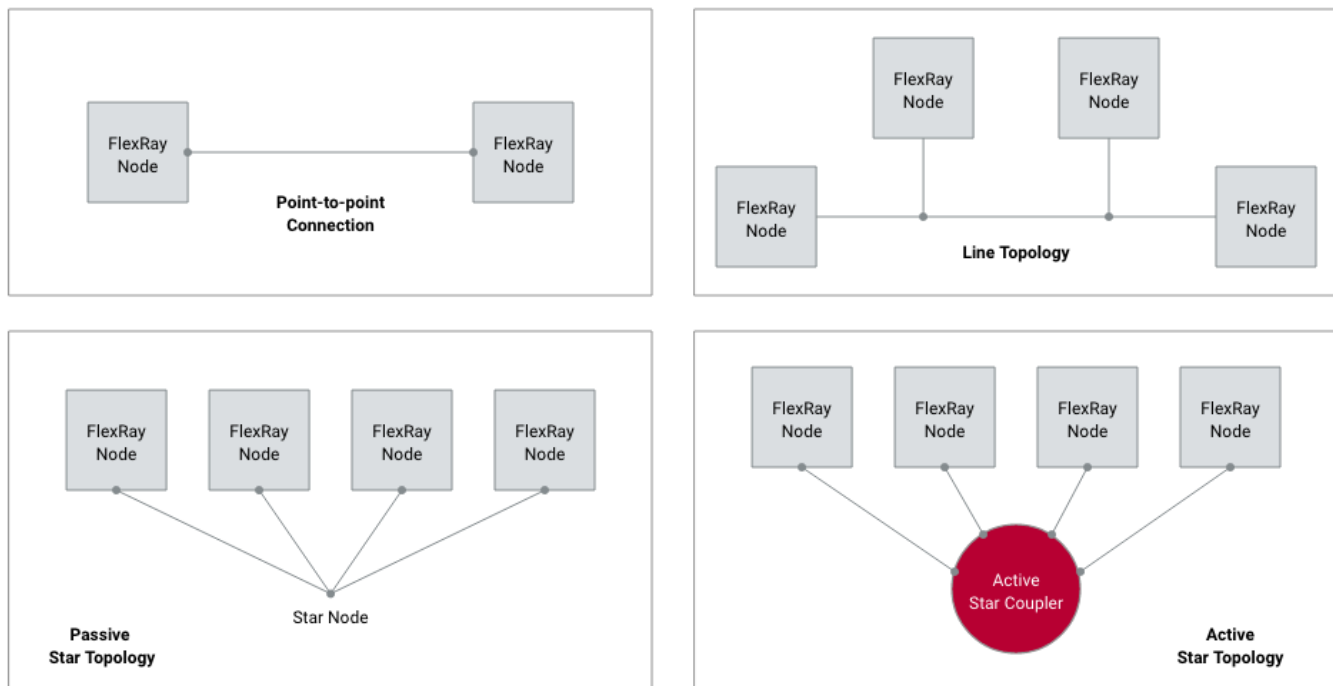 FlexRay
Node
FlexRay
Node
Point-to-point
Connection
FlexRay
Node
FlexRay
Node
FlexRay
Node
FlexRay
Node
Line Topology
FlexRay
Node
FlexRay
Node
FlexRay
Node
FlexRay
Node
Star Node
Passive
Star Topology
FlexRay
Node
FlexRay
Node
FlexRay
Node
FlexRay
Node
Active
Star Coupler
Active
Star Topology